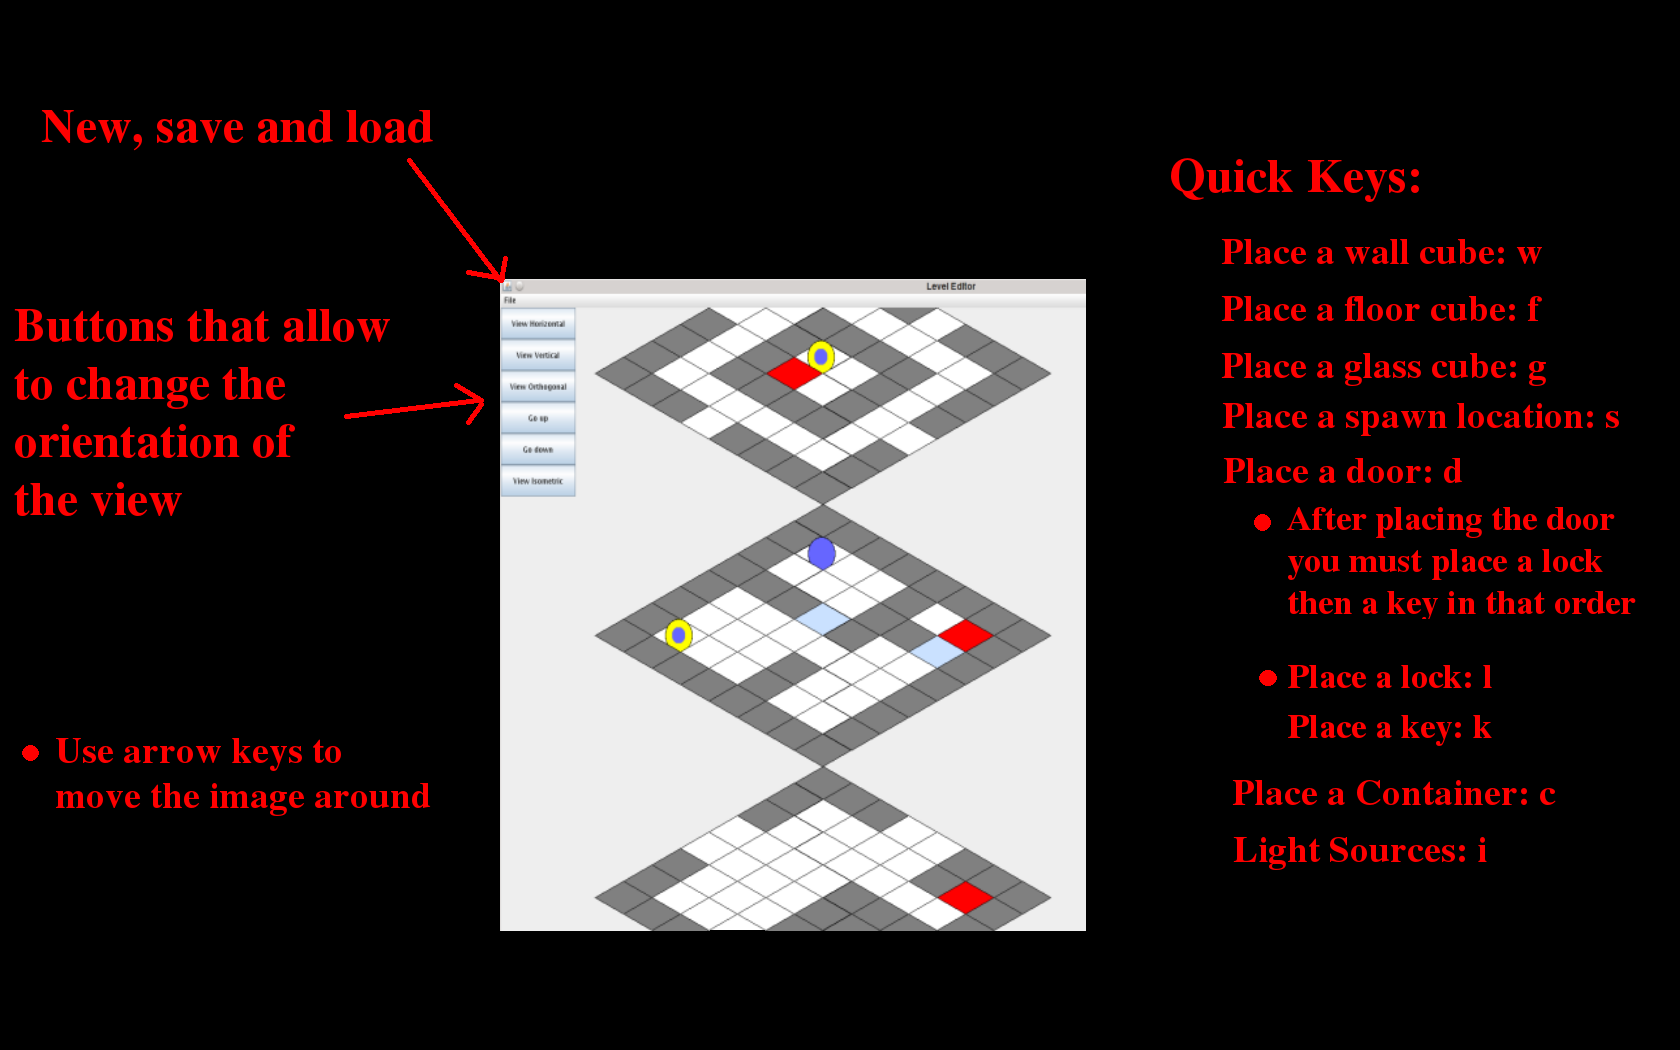 New, save and load
Buttons that allow
to change the
orientation of
the view
Use arrow keys to
move the image around
Level Editor
File
View Horizontal
View Vertical
View Orthogonal
Go up
Go down
View Isometric
Quick Keys:
Place a wall cube: w
Place a floor cube: f
Place a glass cube: g
Place a spawn location: s
Place a door: d
After placing the door
you must place a lock
then a key in that order
Place a lock: l
Place a key: k
Place a Container: c
Light Sources: i